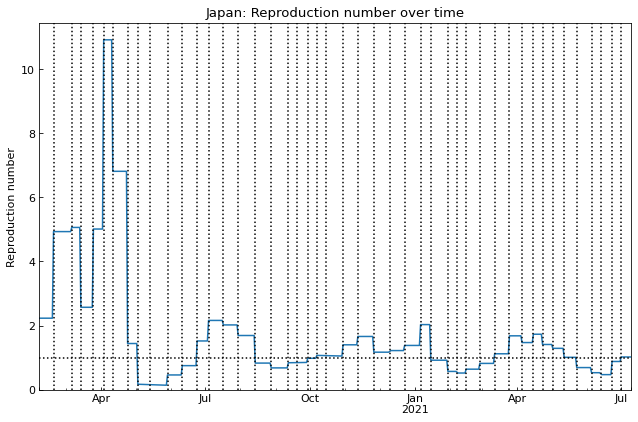 Japan: Reproduction number over time
Reproduction number
10
8
6
4
2
0
Apr
Jul
Oct
Jan
2021
Apr
Jul